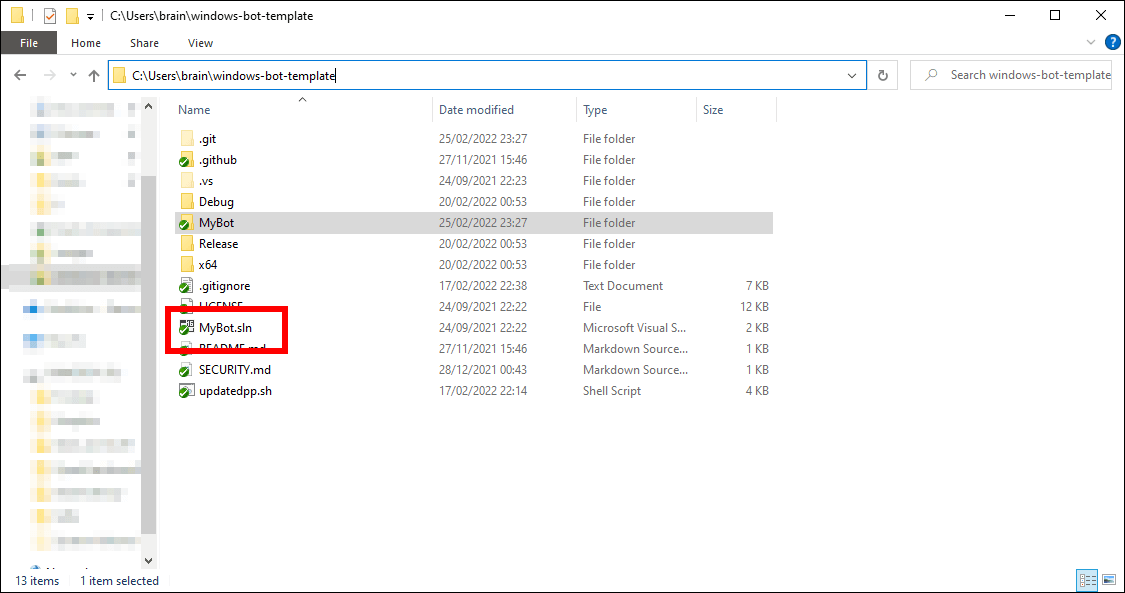 C:\Users\brain\windows-bot-template
File Home Share View
C:\Users\brain\windows-bot-template Search windows-bot-template
Name Date modified Type Size
.git 25/02/2022 23:27 File folder
.github 27/11/2021 15:46 File folder
.vs 24/09/2021 22:23 File folder
Debug 20/02/2022 00:53 File folder
MyBot 25/02/2022 23:27 File folder
Release 20/02/2022 00:53 File folder
x64 20/02/2022 00:53 File folder
.gitignore 17/02/2022 22:38 Text Document 7 KB
LICENSE 24/09/2021 22:22 File 12 KB
MyBot.sln 24/09/2021 22:22 Microsoft Visual S... 2 KB
README.md 27/11/2021 15:46 Markdown Source... 1 KB
SECURITY.md 28/12/2021 00:43 Markdown Source... 1 KB
updatedpp.sh 17/02/2022 22:14 Shell Script 4 KB
13 items 1 item selected